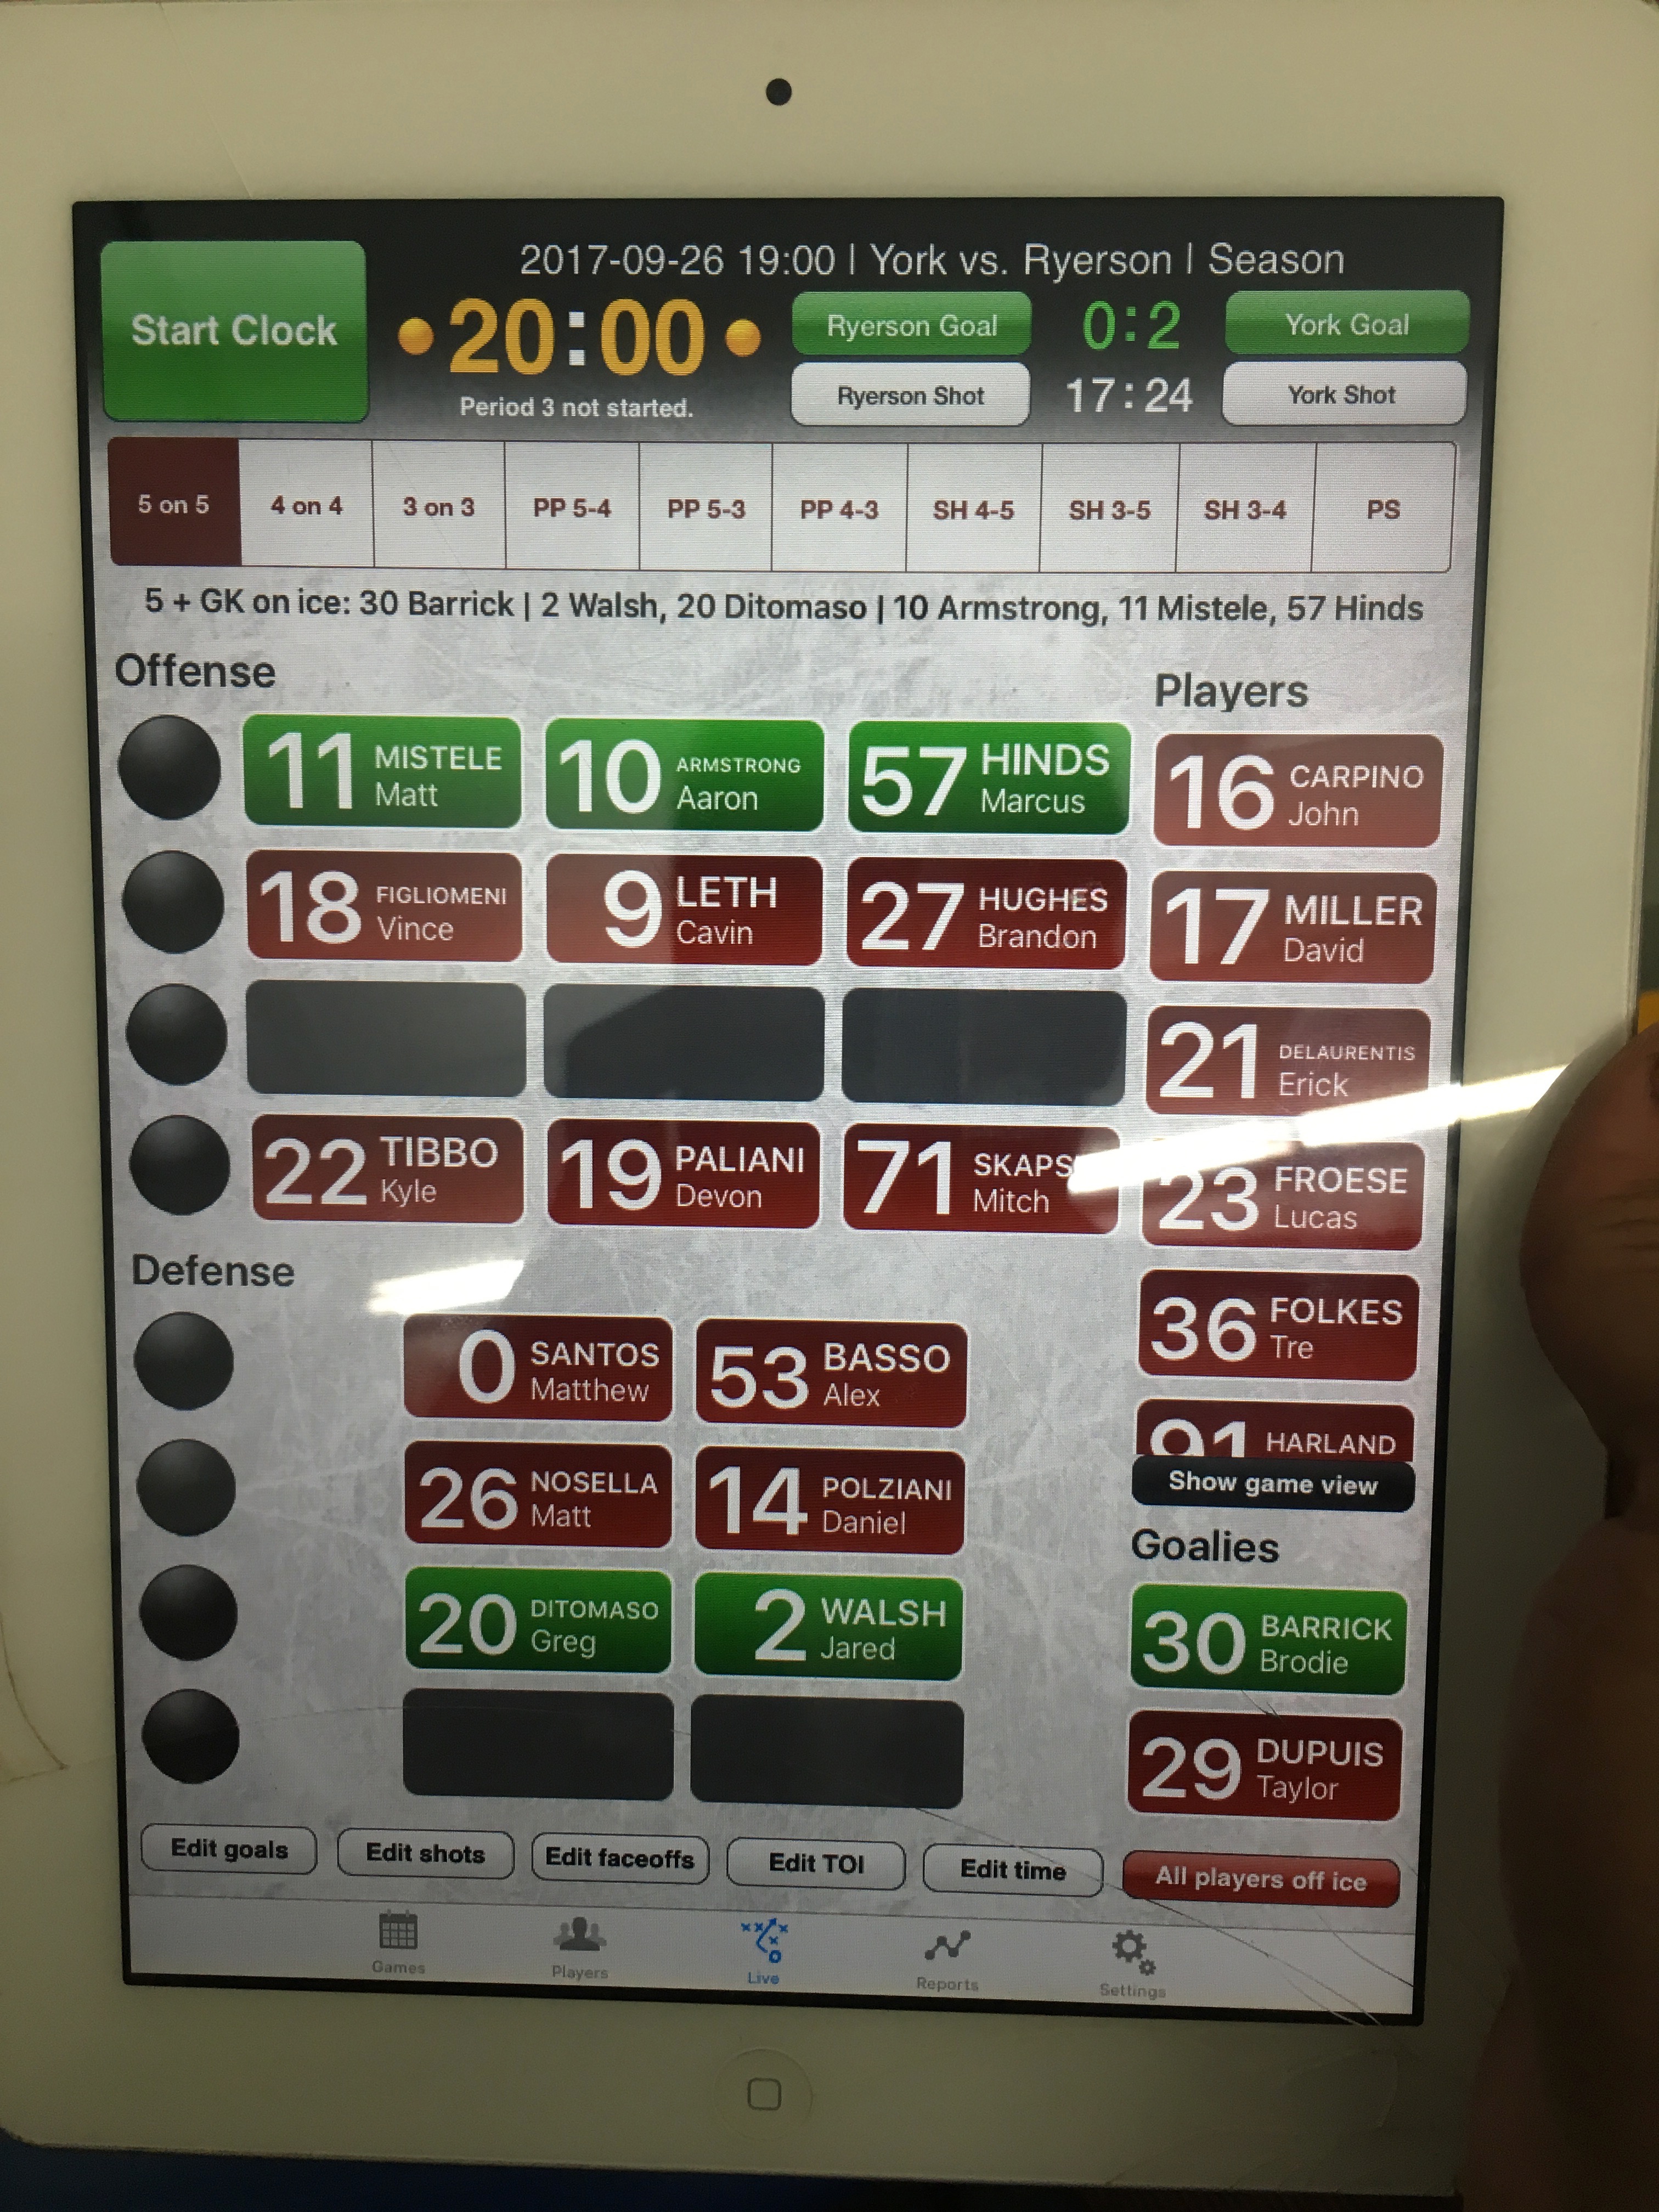 2017-09-26 19:00 | York vs. Ryerson | Season
Start Clock
20:00
Period 3 not started.
Ryerson Goal
0:2
York Goal
Ryerson Shot
17:24
York Shot
5 on 5
4 on 4
3 on 3
PP 5-4
PP 5-3
PP 4-3
SH 4-5
SH 3-5
SH 3-4
PS
5 + GK on ice: 30 Barrick | 2 Walsh, 20 Ditomaso | 10 Armstrong, 11 Mistele, 57 Hinds
Offense
11 MISTELE
Matt
10 ARMSTRONG
Aaron
57 HINDS
Marcus
18 FIGLIOMENI
Vince
9 LETH
Cavin
27 HUGHES
Brandon
22 TIBBO
Kyle
19 PALIANI
Devon
71
Mitch
Defense
0 SANTOS
Matthew
53 BASSO
Alex
26 NOSELLA
Matt
14 POLZIANI
Daniel
20 DITOMASO
Greg
2 WALSH
Jared
Players
16 CARPINO
John
17 MILLER
David
21 DELAURENTIS
Erick
23 FROESE
Lucas
36 FOLKES
Tre
91 HARLAND
Show game view
Goalies
30 BARRICK
Brodie
29 DUPUIS
Taylor
Edit goals
Edit shots
Edit faceoffs
Edit TOI
Edit time
All players off ice
Games
Players
Live
Reports
Settings